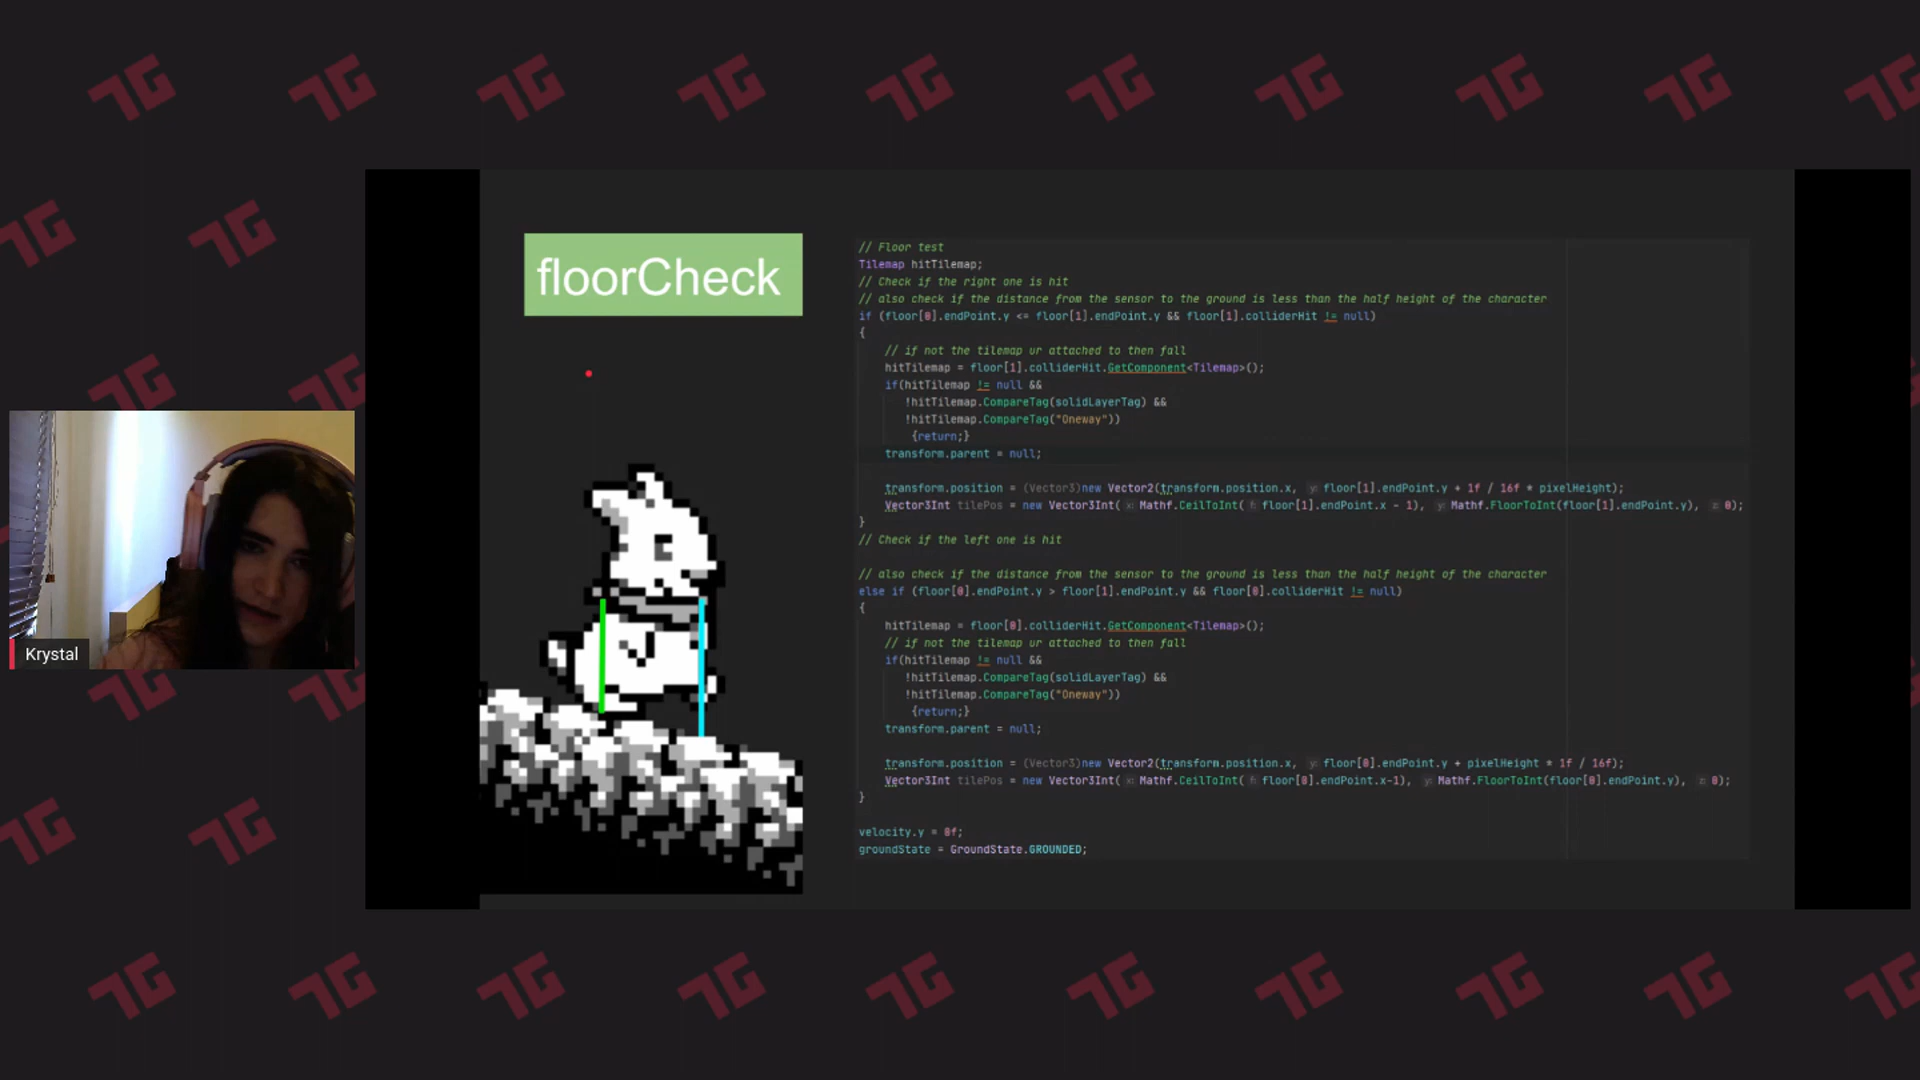 floorCheck
// Floor test
Tilemap hitTilemap;
// Check if the right one is hit
// also check if the distance from the sensor to the ground is less than the half height of the character
if (floor[0].endPoint.y <= floor[1].endPoint.y && floor[1].colliderHit != null)
{
// if not the tilemap ur attached to then fall
hitTilemap = floor[1].colliderHit.GetComponent<Tilemap>();
if(hitTilemap != null &&
!hitTilemap.CompareTag(solidLayerTag) &&
!hitTilemap.CompareTag("Oneway"))
{return;}
transform.parent = null;
transform.position = (Vector3)new Vector2(transform.position.x, y: floor[1].endPoint.y + 1f / 16f * pixelHeight);
Vector3Int tilePos = new Vector3Int( x: Mathf.CeilToInt( f: floor[1].endPoint.x - 1), y: Mathf.FloorToInt(floor[1].endPoint.y), z: 0);
}
// Check if the left one is hit
// also check if the distance from the sensor to the ground is less than the half height of the character
else if (floor[0].endPoint.y > floor[1].endPoint.y && floor[0].colliderHit != null)
{
hitTilemap = floor[0].colliderHit.GetComponent<Tilemap>();
// if not the tilemap ur attached to then fall
if(hitTilemap != null &&
!hitTilemap.CompareTag(solidLayerTag) &&
!hitTilemap.CompareTag("Oneway"))
{return;}
transform.parent = null;
transform.position = (Vector3)new Vector2(transform.position.x, y: floor[0].endPoint.y + pixelHeight * 1f / 16f);
Vector3Int tilePos = new Vector3Int( x: Mathf.CeilToInt( f: floor[0].endPoint.x-1), y: Mathf.FloorToInt(floor[0].endPoint.y), z: 0);
}
velocity.y = 0f;
groundState = GroundState.GROUNDED;
Krystal